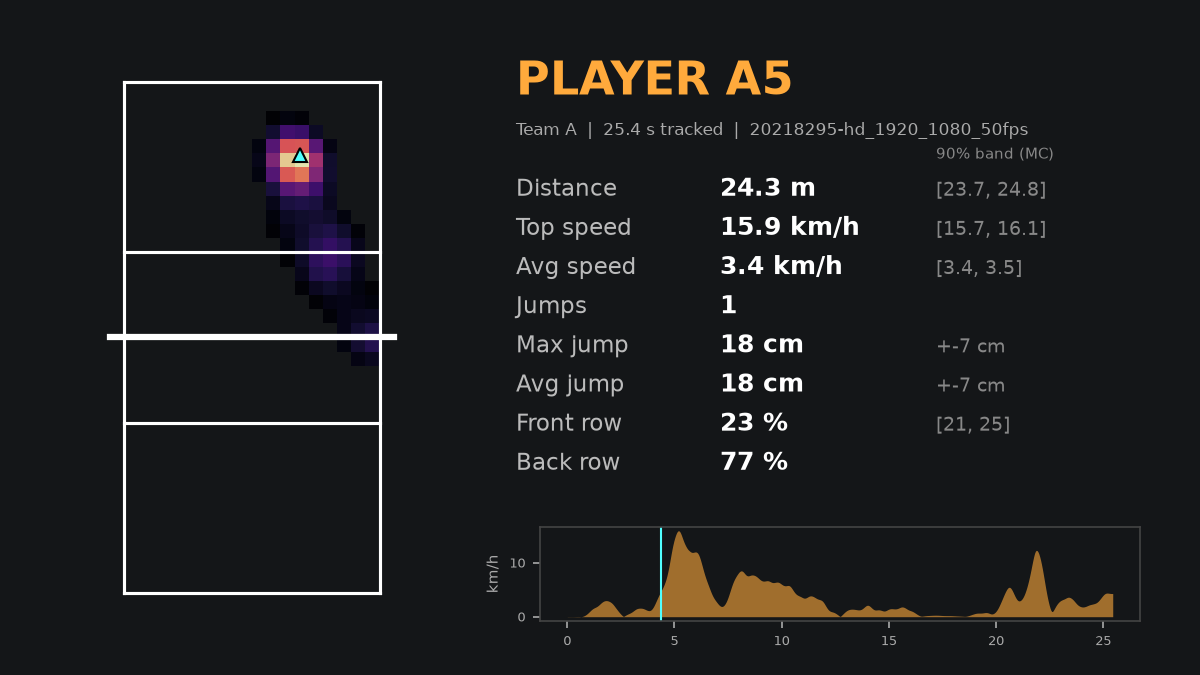 PLAYER A5
Team A | 25.4 s tracked | 20218295-hd_1920_1080_50fps
90% band (MC)
Distance 24.3 m [23.7, 24.8]
Top speed 15.9 km/h [15.7, 16.1]
Avg speed 3.4 km/h [3.4, 3.5]
Jumps 1
Max jump 18 cm +-7 cm
Avg jump 18 cm +-7 cm
Front row 23 % [21, 25]
Back row 77 %
km/h
10
0
0 5 10 15 20 25